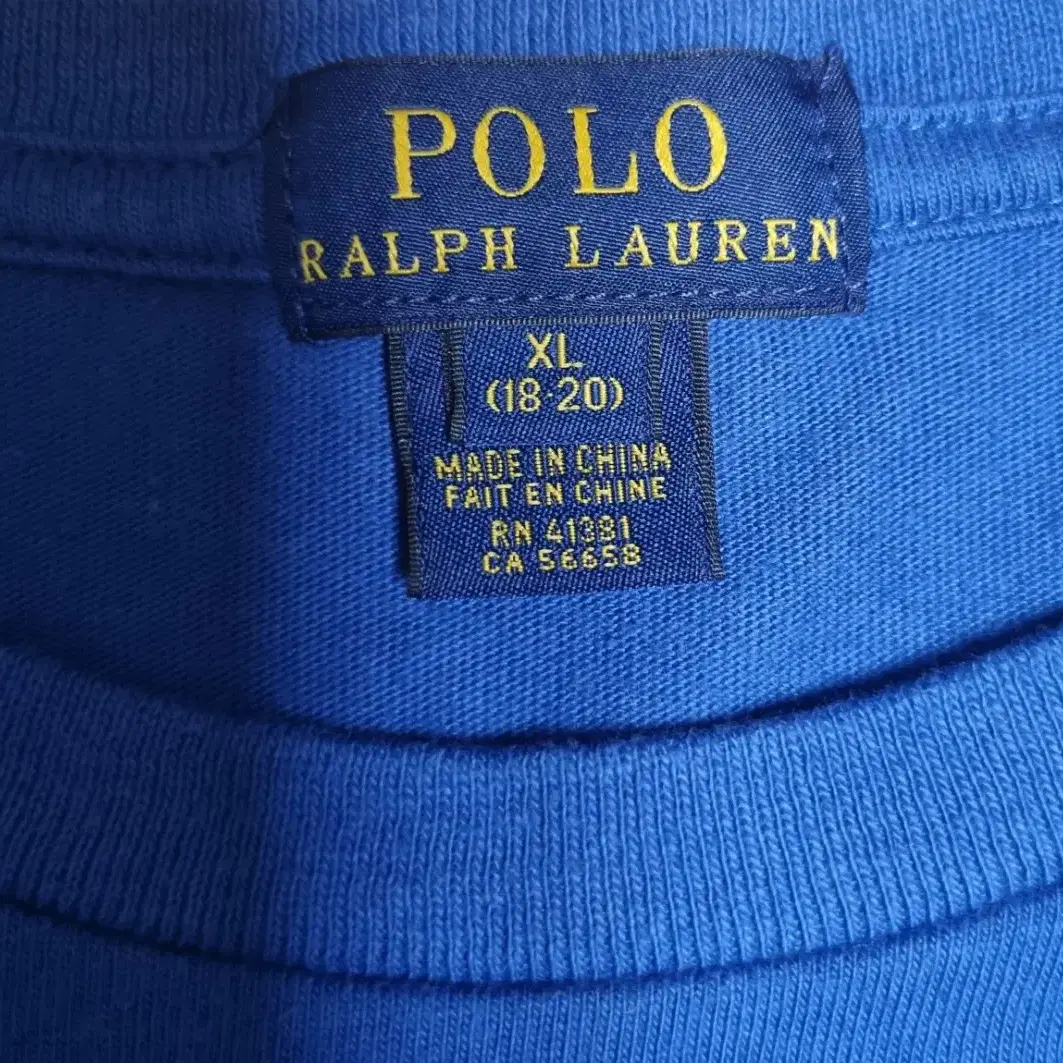 POLO
RALPH LAUREN
XL
(18-20)
MADE IN CHINA
FAIT EN CHINE
RN 41381
CA 56658